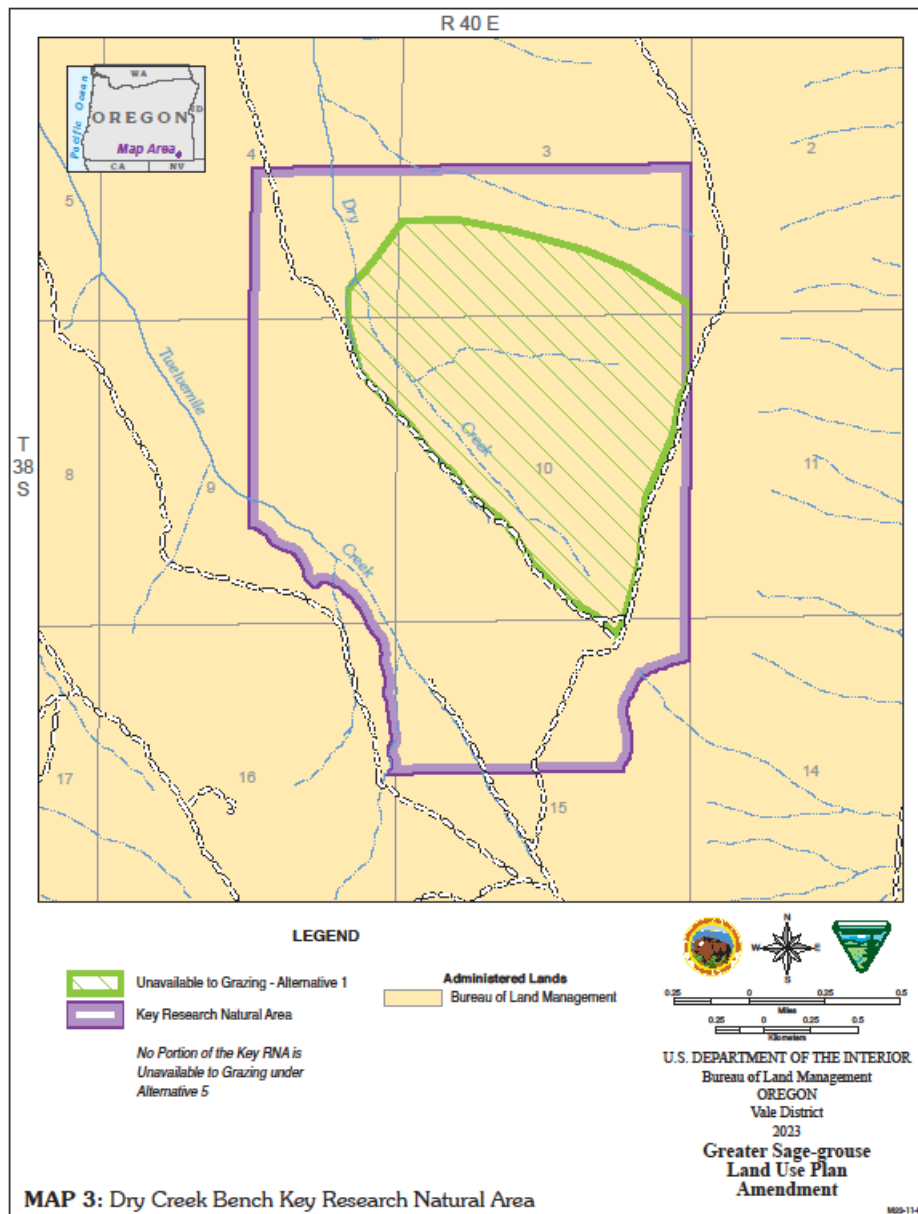 R 40 E
WA
Pacific Ocean
OREGON
ID
Map Area
CA
NV
4
3
2
5
Dry
T
38
S
Twelvemile
8
9
Creek
10
11
Creek
17
16
15
14
LEGEND
Unavailable to Grazing - Alternative 1
Key Research Natural Area
No Portion of the Key RNA is
Unavailable to Grazing under
Alternative 5
Administered Lands
Bureau of Land Management
N
W
E
S
0.25 0 0.25 0.5
Miles
0.25 0 0.25 0.5
Kilometers
U.S. DEPARTMENT OF THE INTERIOR
Bureau of Land Management
OREGON
Vale District
2023
Greater Sage-grouse
Land Use Plan
Amendment
MAP 3: Dry Creek Bench Key Research Natural Area